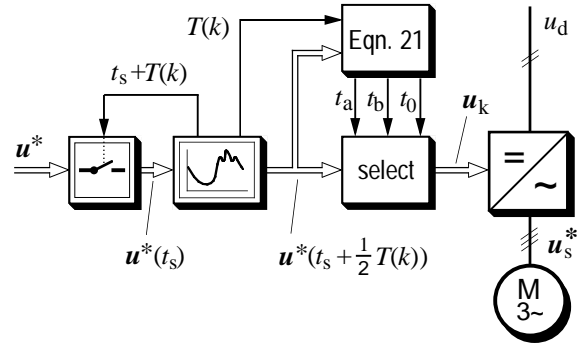 T(k)
Eqn. 21
u_d
t_s + T(k)
t_a t_b t_0
u_k
u*
select
=
~
u*(t_s)
u*(t_s + 1/2 T(k))
u_s*
M
3~